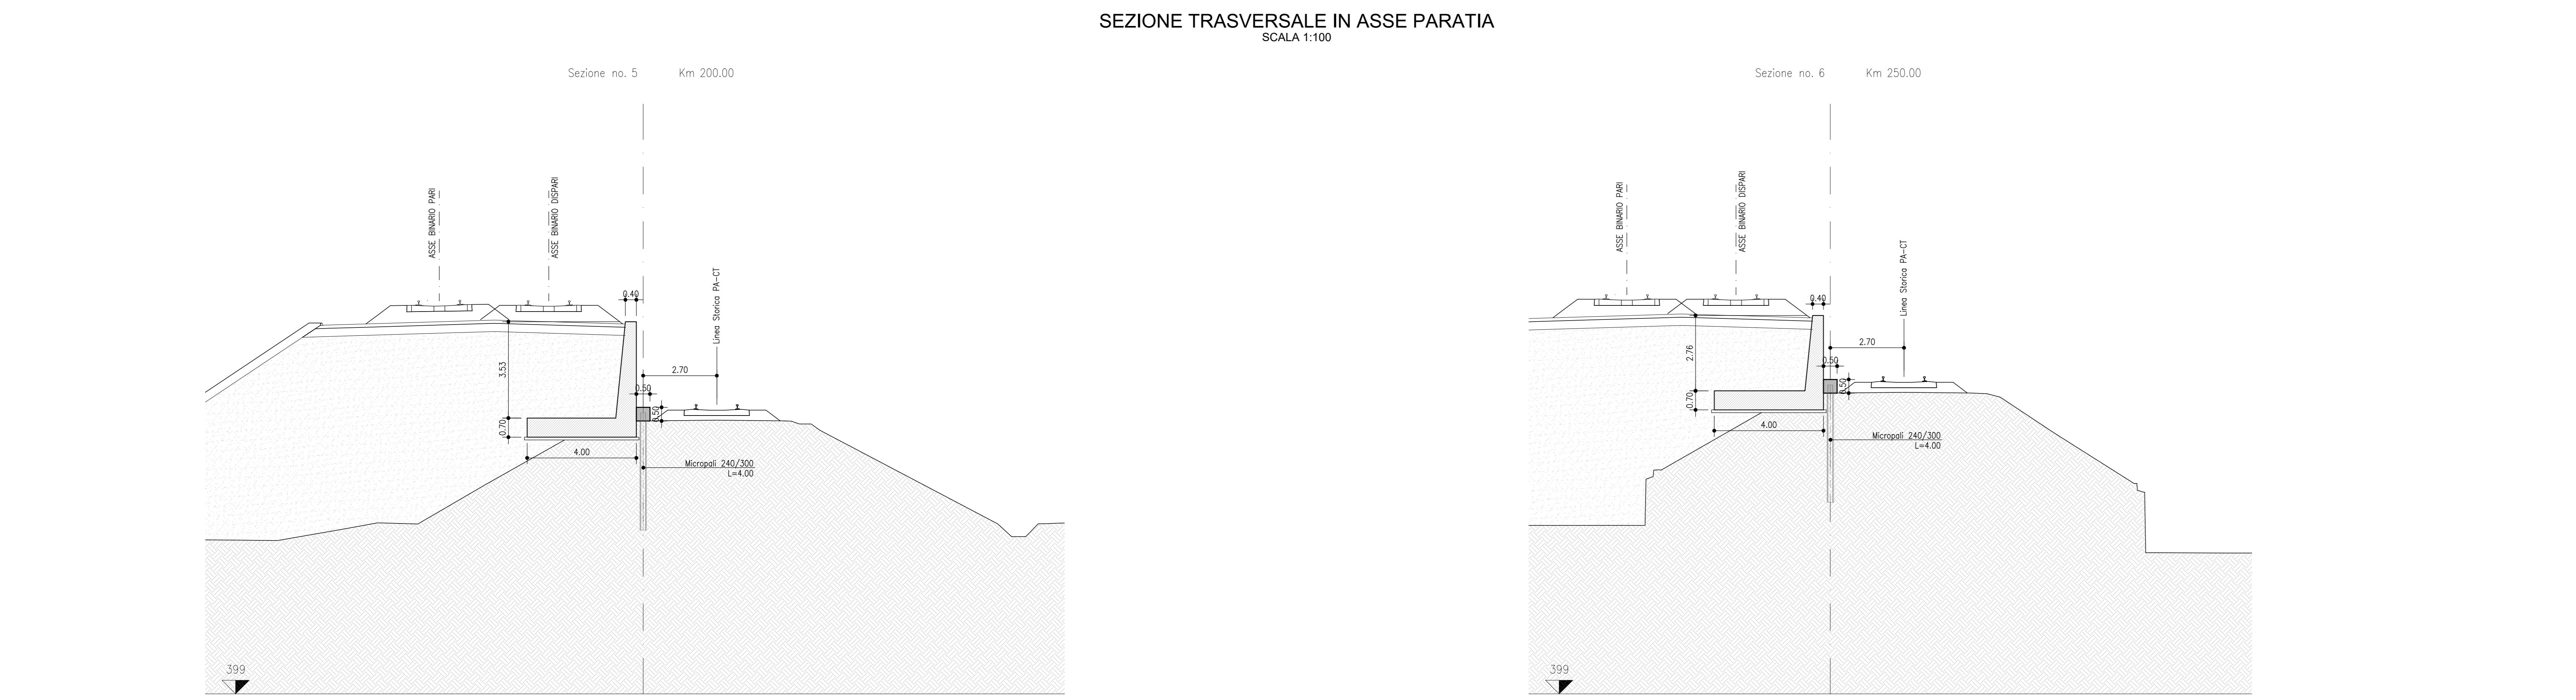 SEZIONE TRASVERSALE IN ASSE PARATIA
SCALA 1:100
Sezione no. 5 Km 200.00
ASSE BINARIO PARI
ASSE BINARIO DISPARI
Linea Storica PA-CT
0.40
3.53
2.70
0.50
0.50
0.70
4.00
Micropali 240/300
L=4.00
399
Sezione no. 6 Km 250.00
ASSE BINARIO PARI
ASSE BINARIO DISPARI
Linea Storica PA-CT
0.40
2.76
2.70
0.50
0.50
0.70
4.00
Micropali 240/300
L=4.00
399